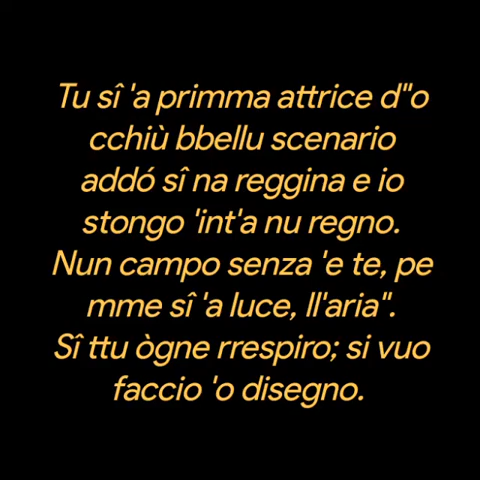 Tu sî 'a primma attrice d"o
cchiù bbellu scenario
addó sî na reggina e io
stongo 'int'a nu regno.
Nun campo senza 'e te, pe
mme sî 'a luce, ll'aria".
Sî ttu ògne rrespiro; si vuo
faccio 'o disegno.